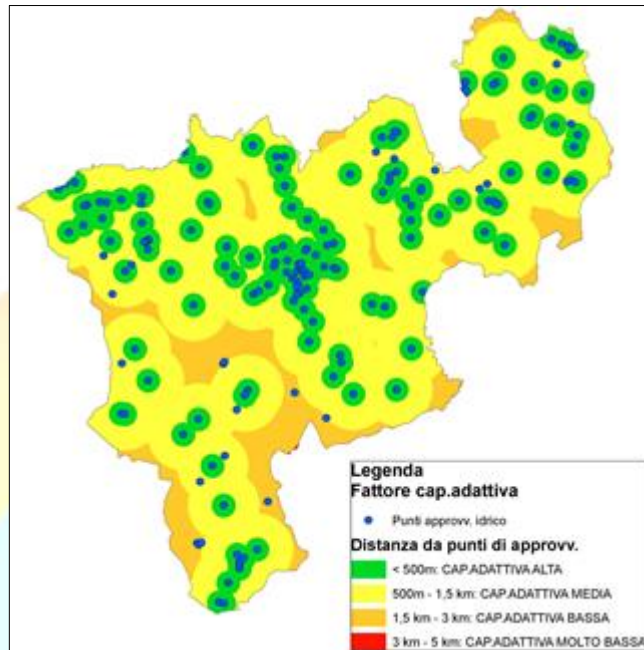 Legenda
Fattore cap.adattiva
Punti approvv. idrico
Distanza da punti di approvv.
< 500m: CAP.ADATTIVA ALTA
500m - 1,5 km: CAP.ADATTIVA MEDIA
1,5 km - 3 km: CAP.ADATTIVA BASSA
3 km - 5 km: CAP.ADATTIVA MOLTO BASSA